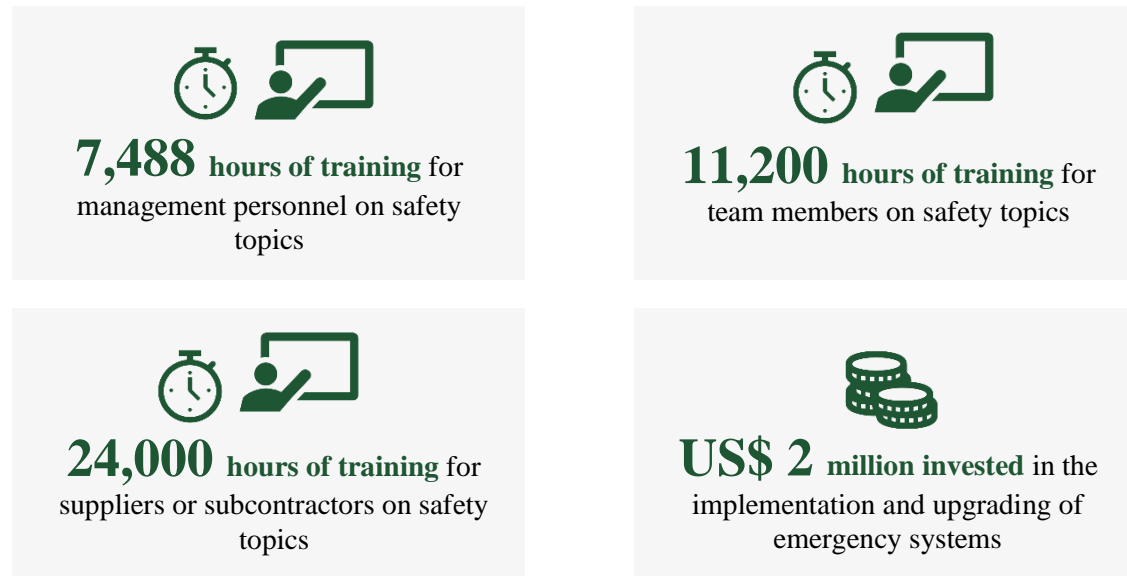 7,488 hours of training for
management personnel on safety
topics
11,200 hours of training for
team members on safety topics
24,000 hours of training for
suppliers or subcontractors on safety
topics
US$ 2 million invested in the
implementation and upgrading of
emergency systems